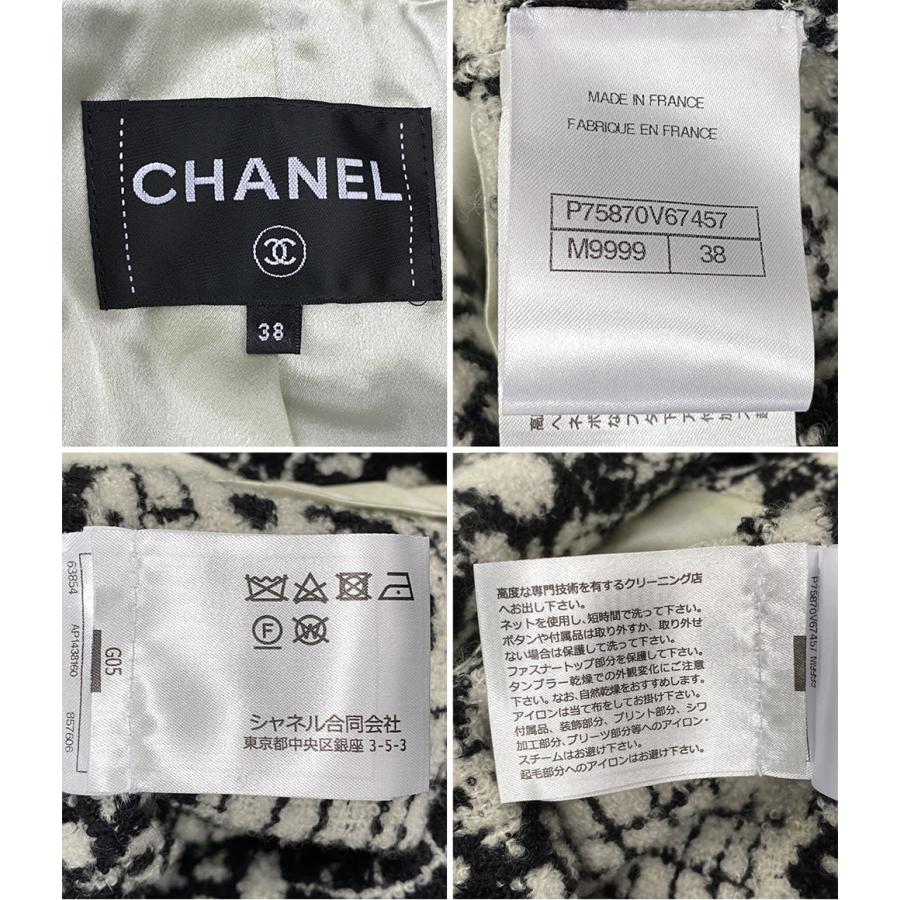 CHANEL
38
MADE IN FRANCE
FABRIQUE EN FRANCE
P75870V67457
M9999 38
63854
AP1438160
857606
G05
F
W
シャネル合同会社
東京都中央区銀座 3-5-3
高度な専門技術を有するクリーニング店
へお出し下さい。
ネットを使用し、短時間で洗って下さい。
ボタンや付属品は取り外すか、取り外せ
ない場合は保護して洗って下さい。
ファスナートップ部分を保護して下さい。
タンブラー乾燥での外観変化にご注意
下さい。なお、自然乾燥をおすすめします。
アイロンは当て布をしてお掛け下さい。
付属品、装飾部分、プリント部分、シワ
加工部分、プリーツ部分等へのアイロン・
スチームはお避け下さい。
起毛部分へのアイロンはお避け下さい。
P75870V67457 M9999